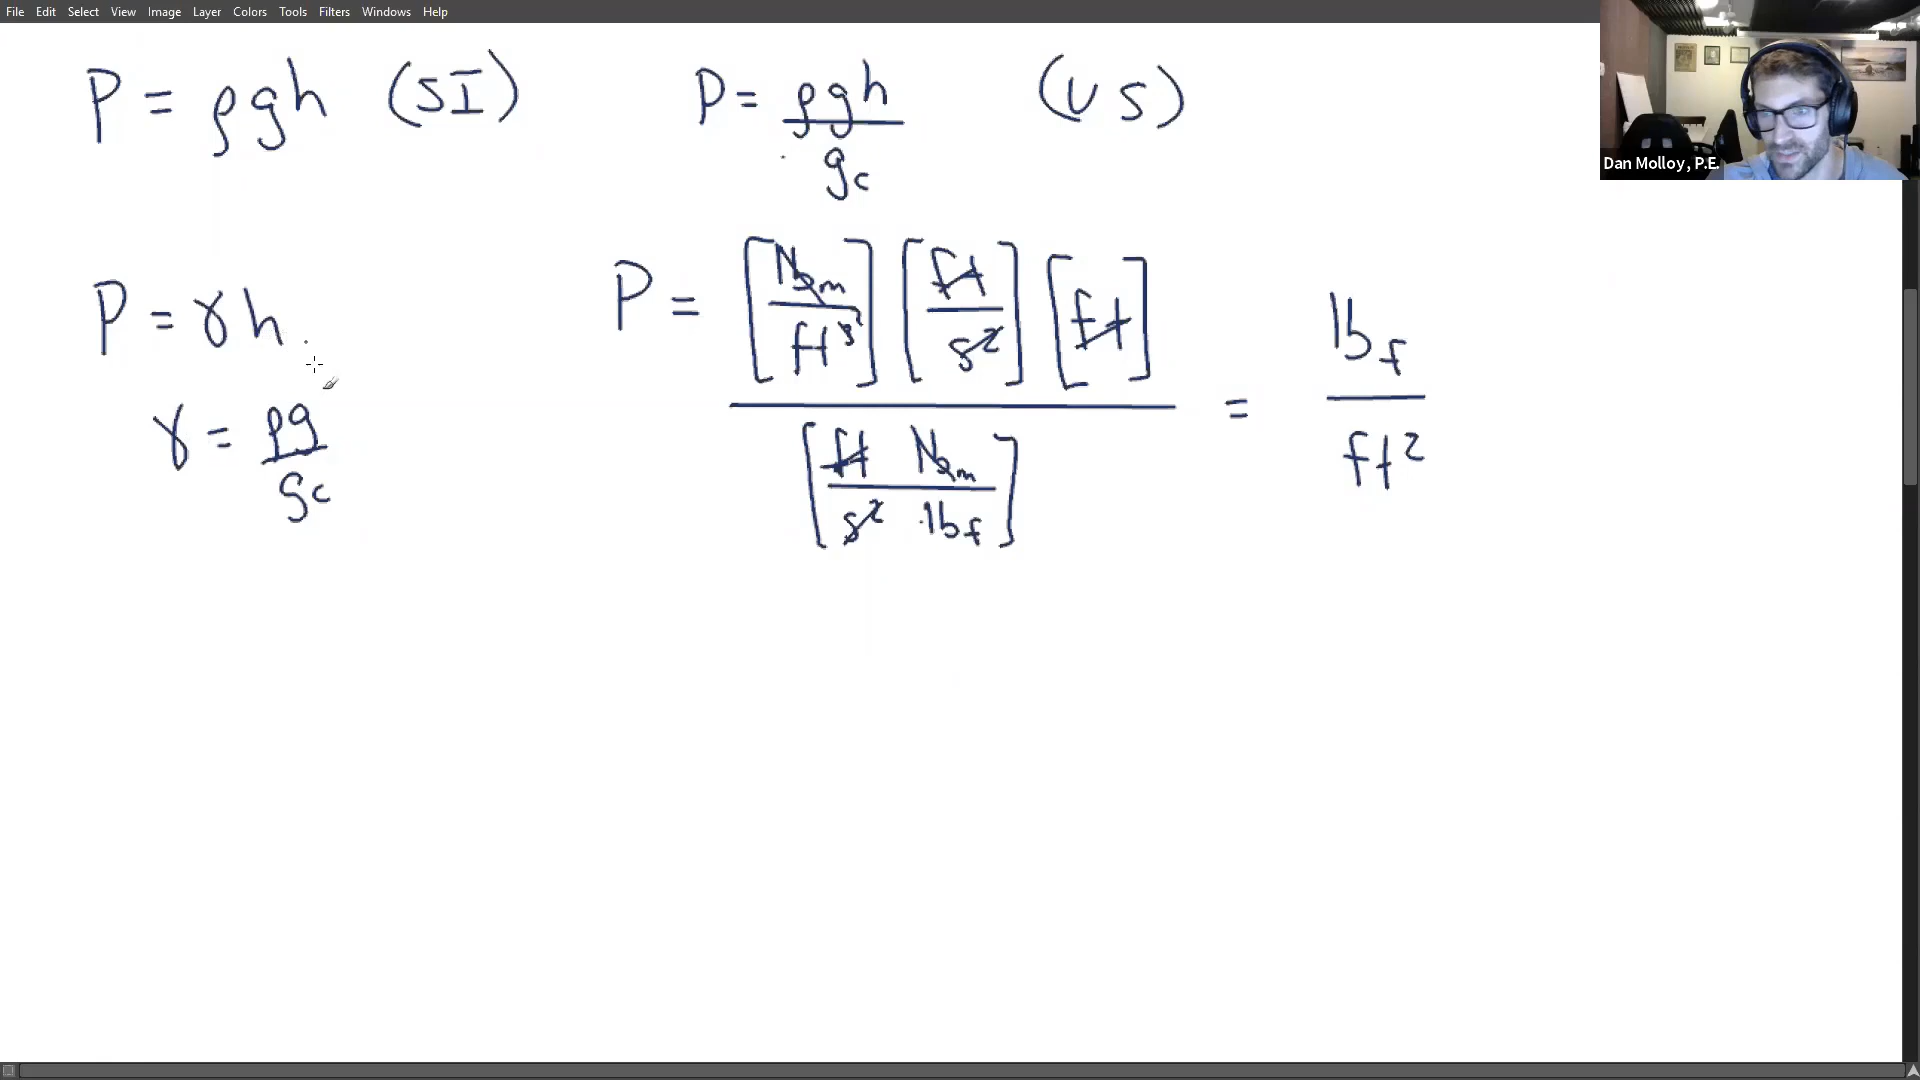 File Edit Select View Image Layer Colors Tools Filters Windows Help
P = ρgh (SI)
P = ρgh / gc (US)
Dan Molloy, P.E.
P = γh
γ = ρg / gc
P = [lbm / ft³] [ft / s²] [ft] / [ft lbm / s² lbf] = lbf / ft²